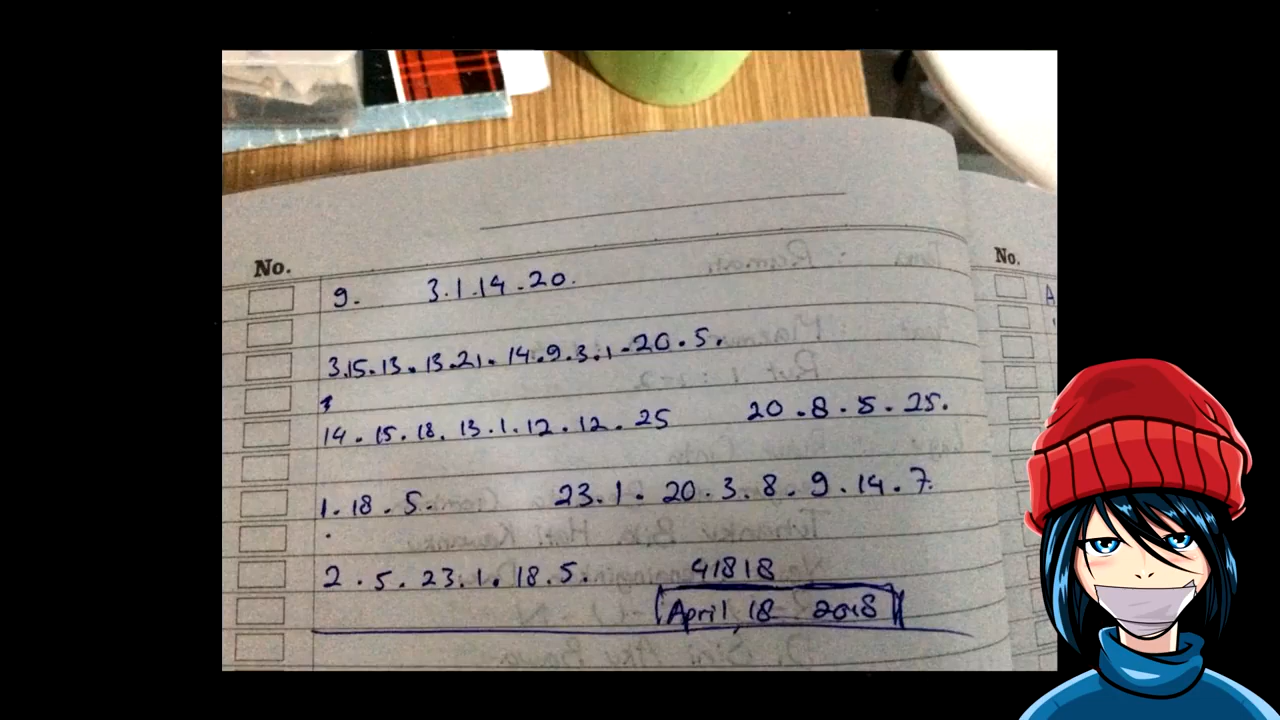 No.
No.
9. 3.1.14.20.
3.15.13.13.21.14.9.3.1.20.5.
14.15.18.13.1.12.12.25 20.8.5.25.
1.18.5. 23.1.20.3.8.9.14.7.
2.5.23.1.18.5. 41818
April, 18 2018